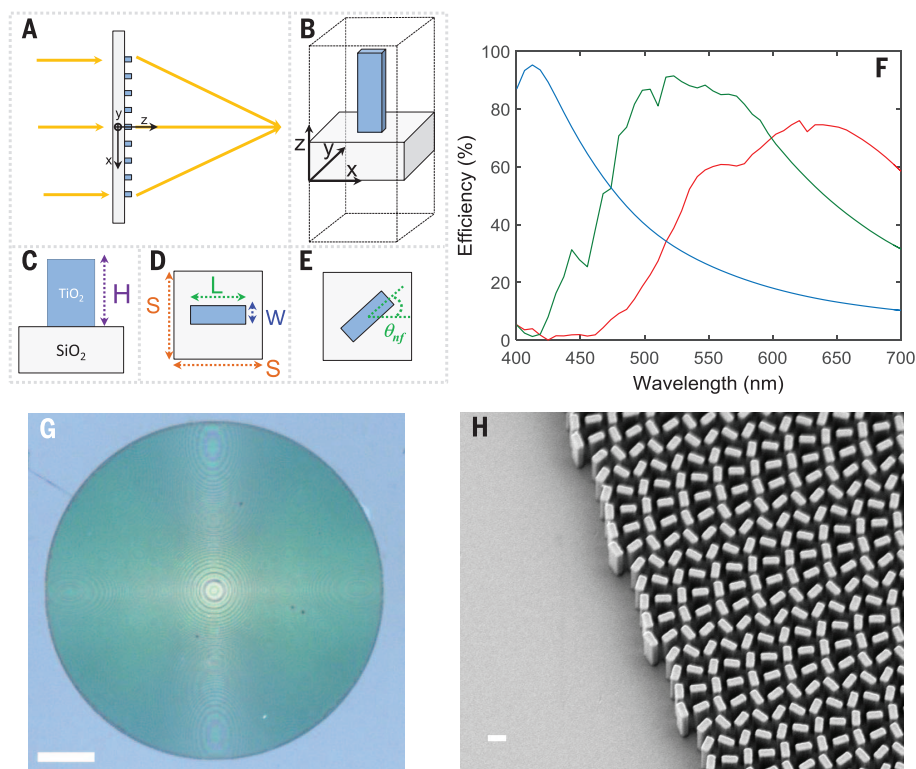 A
y
z
x
B
z
y
x
C
TiO2
H
SiO2
D
L
S
W
S
E
θnf
F
Efficiency (%)
100
80
60
40
20
0
400 450 500 550 600 650 700
Wavelength (nm)
G
H